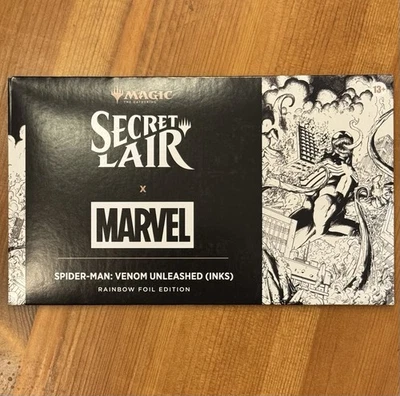 MAGIC
THE GATHERING
SECRET
LAIR
X
MARVEL
SPIDER-MAN: VENOM UNLEASHED (INKS)
RAINBOW FOIL EDITION
13+